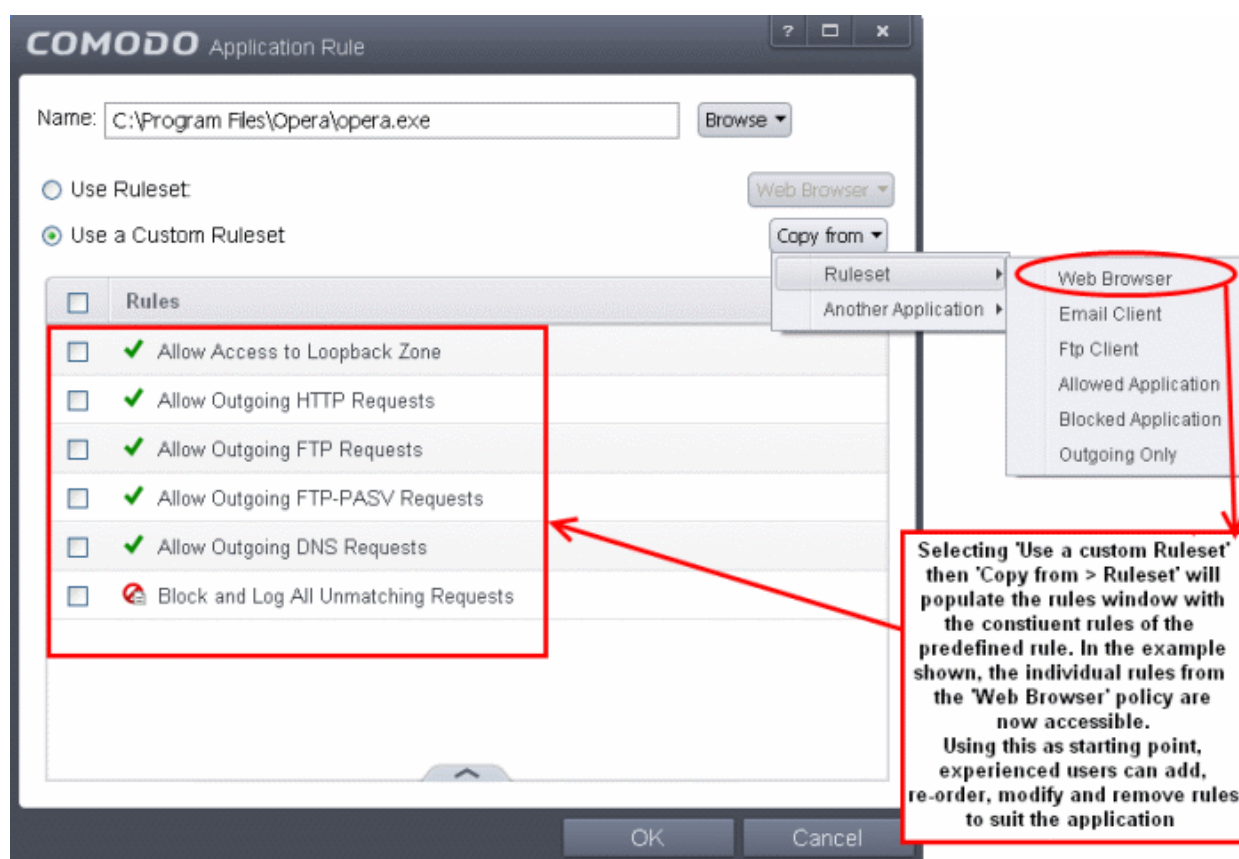 COMODO Application Rule
?
x
Name: C:\Program Files\Opera\opera.exe
Browse
Use Ruleset:
Web Browser
Use a Custom Ruleset
Copy from
Ruleset
Another Application
Web Browser
Email Client
Ftp Client
Allowed Application
Blocked Application
Outgoing Only
Rules
Allow Access to Loopback Zone
Allow Outgoing HTTP Requests
Allow Outgoing FTP Requests
Allow Outgoing FTP-PASV Requests
Allow Outgoing DNS Requests
Block and Log All Unmatching Requests
Selecting 'Use a custom Ruleset'
then 'Copy from > Ruleset' will
populate the rules window with
the constiuent rules of the
predefined rule. In the example
shown, the individual rules from
the 'Web Browser' policy are
now accessible.
Using this as starting point,
experienced users can add,
re-order, modify and remove rules
to suit the application
OK
Cancel